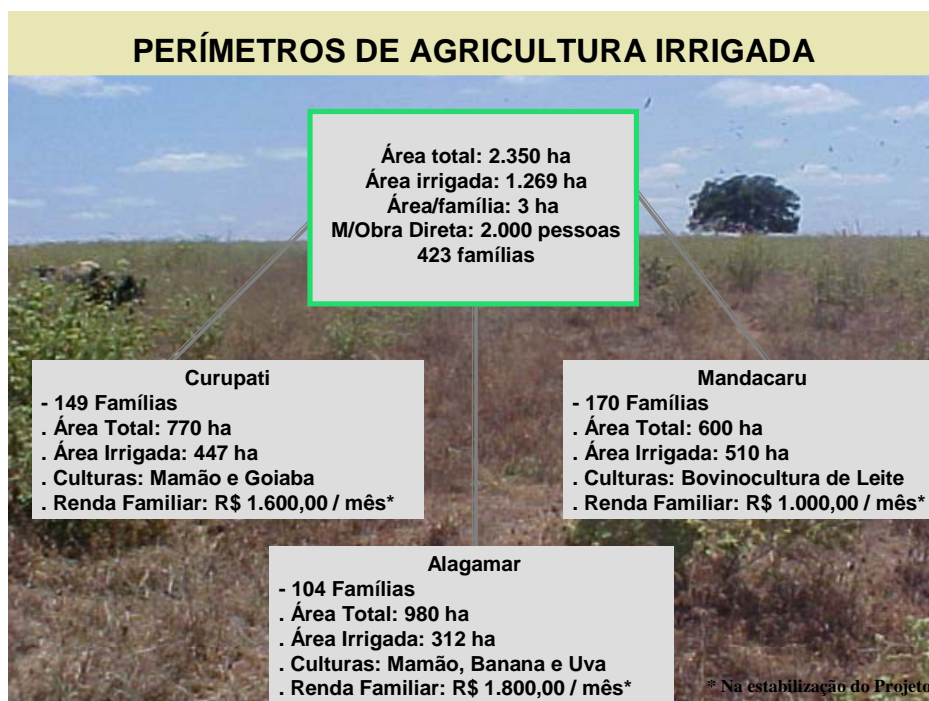 PERÍMETROS DE AGRICULTURA IRRIGADA
Área total: 2.350 ha
Área irrigada: 1.269 ha
Área/família: 3 ha
M/Obra Direta: 2.000 pessoas
423 famílias
Curupati
- 149 Famílias
. Área Total: 770 ha
. Área Irrigada: 447 ha
. Culturas: Mamão e Goiaba
. Renda Familiar: R$ 1.600,00 / mês*
Mandacaru
- 170 Famílias
. Área Total: 600 ha
. Área Irrigada: 510 ha
. Culturas: Bovinocultura de Leite
. Renda Familiar: R$ 1.000,00 / mês*
Alagamar
- 104 Famílias
. Área Total: 980 ha
. Área Irrigada: 312 ha
. Culturas: Mamão, Banana e Uva
. Renda Familiar: R$ 1.800,00 / mês*
* Na estabilização do Projeto